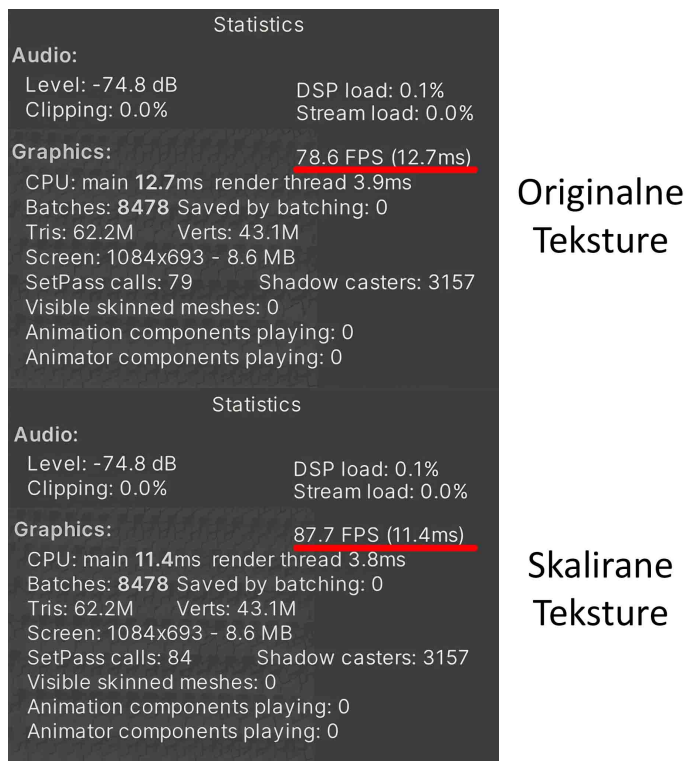 Statistics
Audio:
Level: -74.8 dB DSP load: 0.1%
Clipping: 0.0% Stream load: 0.0%
Graphics: 78.6 FPS (12.7ms)
CPU: main 12.7ms render thread 3.9ms
Batches: 8478 Saved by batching: 0
Tris: 62.2M Verts: 43.1M
Screen: 1084x693 - 8.6 MB
SetPass calls: 79 Shadow casters: 3157
Visible skinned meshes: 0
Animation components playing: 0
Animator components playing: 0
Originalne
Teksture
Statistics
Audio:
Level: -74.8 dB DSP load: 0.1%
Clipping: 0.0% Stream load: 0.0%
Graphics: 87.7 FPS (11.4ms)
CPU: main 11.4ms render thread 3.8ms
Batches: 8478 Saved by batching: 0
Tris: 62.2M Verts: 43.1M
Screen: 1084x693 - 8.6 MB
SetPass calls: 84 Shadow casters: 3157
Visible skinned meshes: 0
Animation components playing: 0
Animator components playing: 0
Skalirane
Teksture